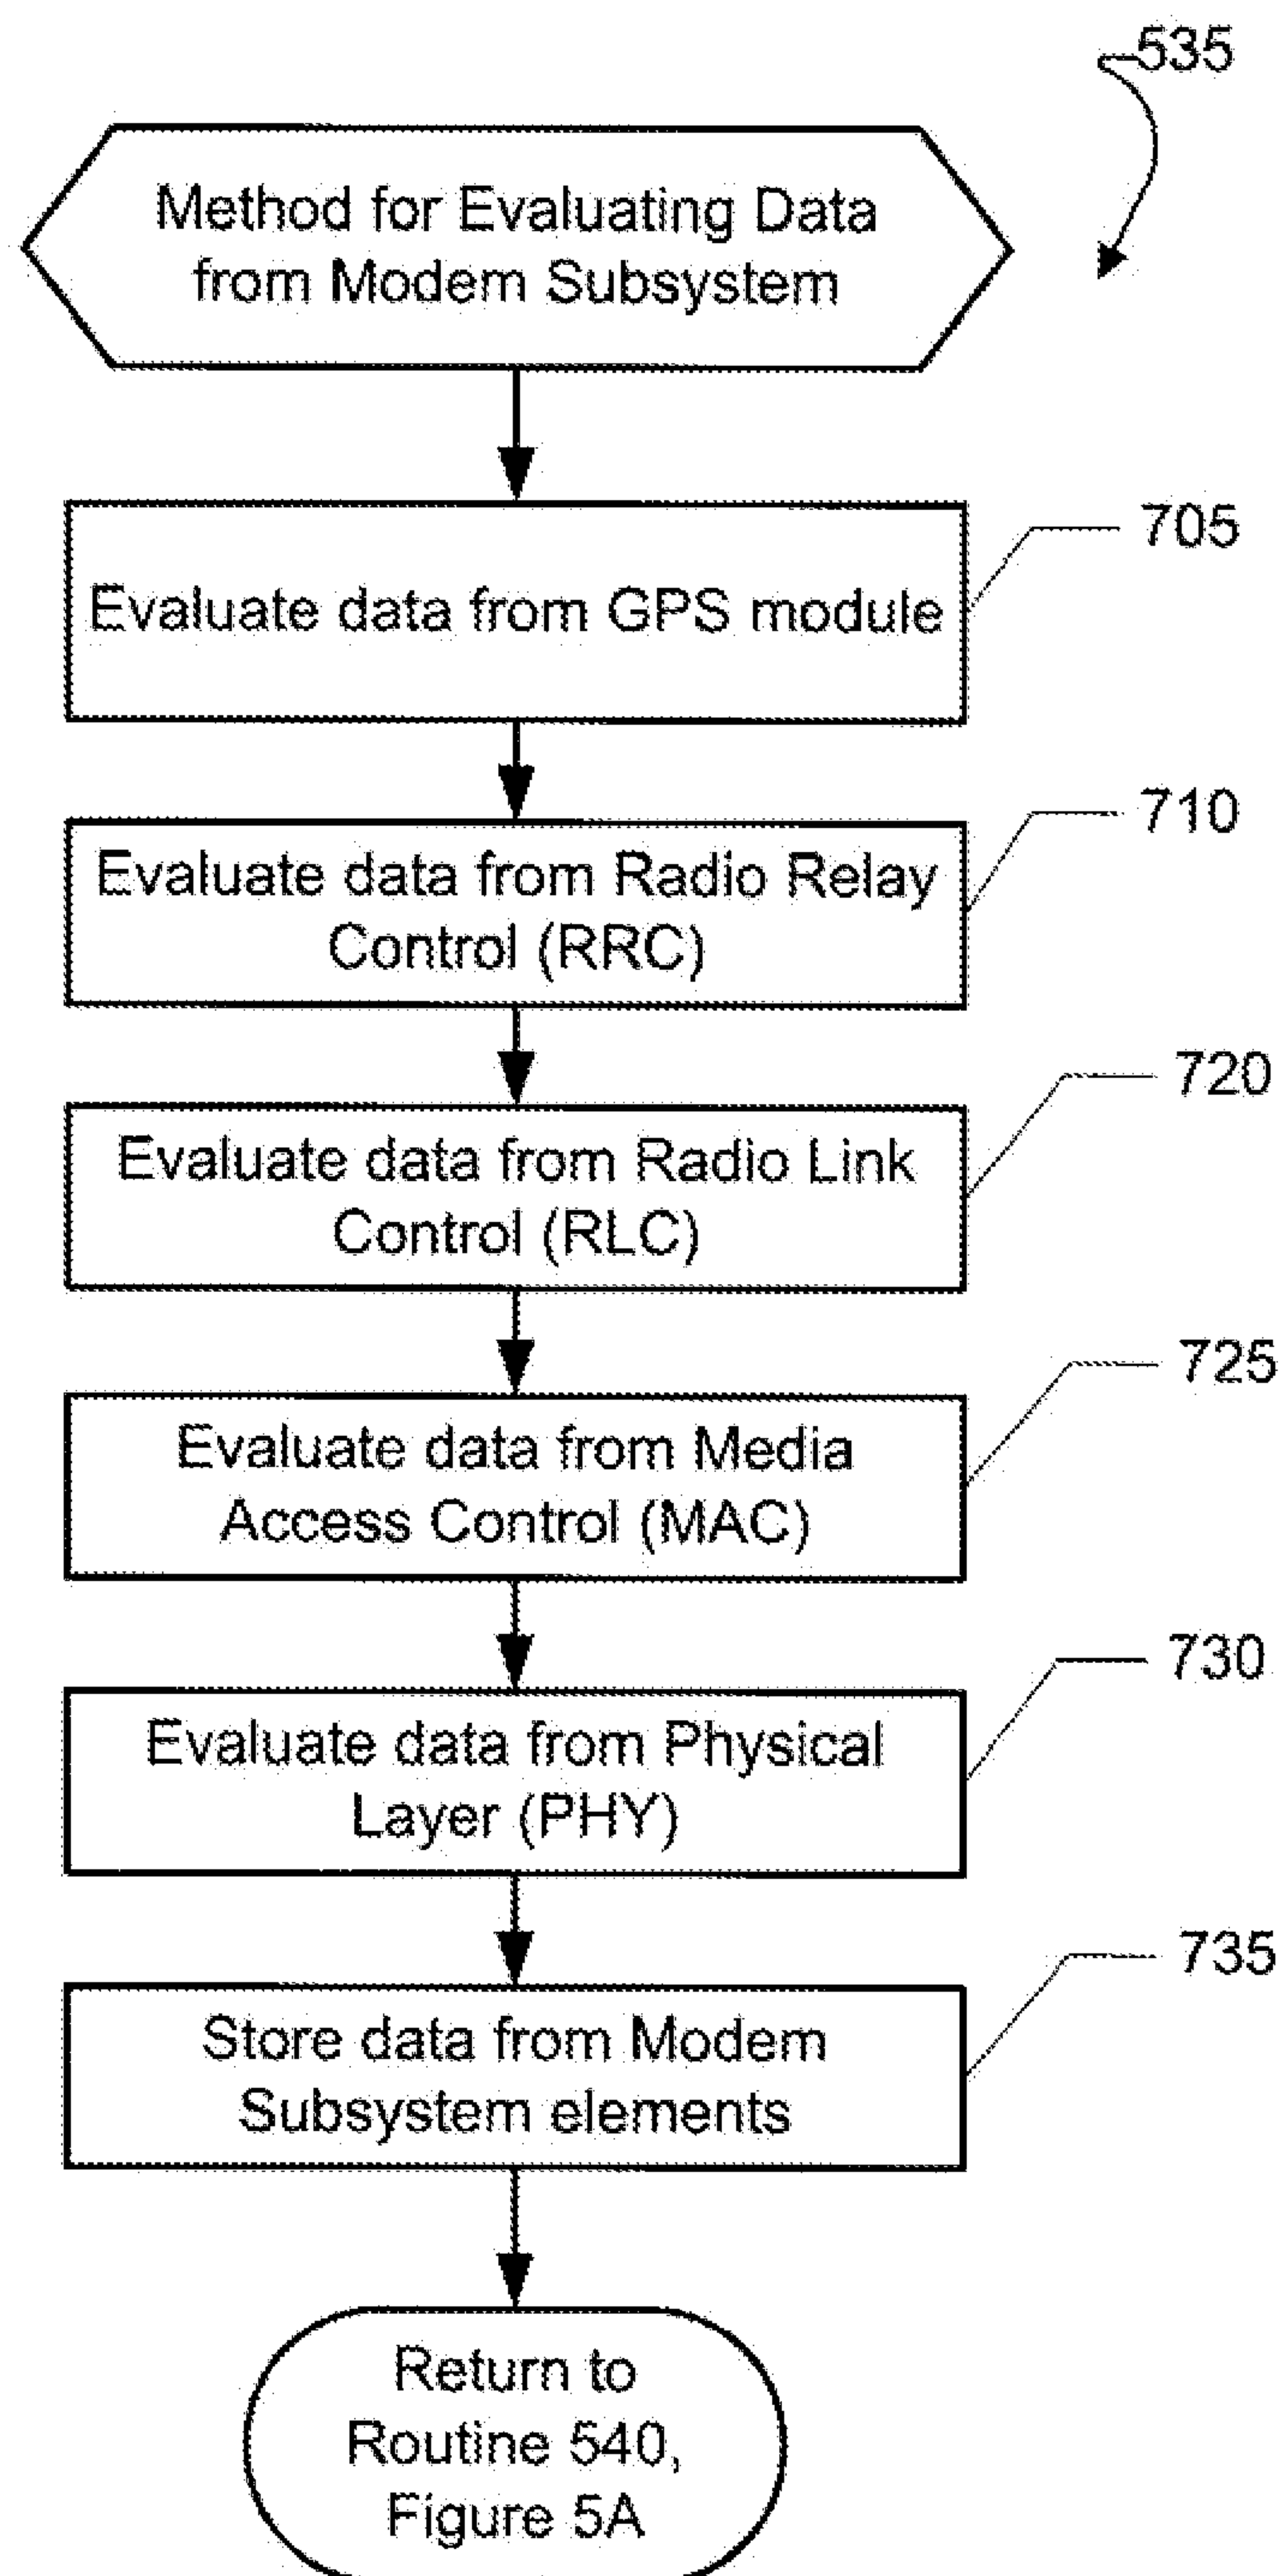 535
Method for Evaluating Data
from Modem Subsystem
705
Evaluate data from GPS module
710
Evaluate data from Radio Relay
Control (RRC)
720
Evaluate data from Radio Link
Control (RLC)
725
Evaluate data from Media
Access Control (MAC)
730
Evaluate data from Physical
Layer (PHY)
735
Store data from Modem
Subsystem elements
Return to
Routine 540,
Figure 5A